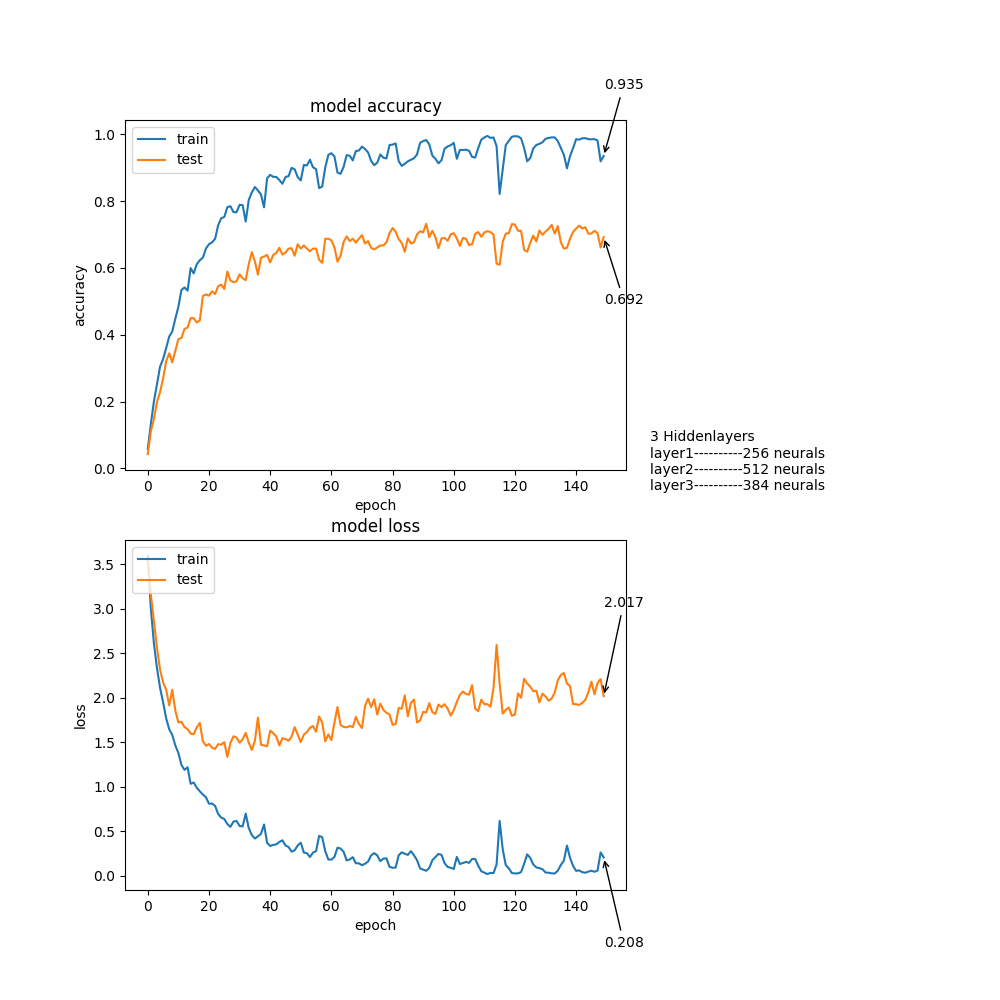 0.935
model accuracy
1.0
0.8
0.6
0.4
0.2
0.0
accuracy
train
test
0.692
0 20 40 60 80 100 120 140
epoch
3 Hiddenlayers
layer1----------256 neurals
layer2----------512 neurals
layer3----------384 neurals
model loss
3.5
3.0
2.5
2.0
1.5
1.0
0.5
0.0
loss
train
test
2.017
0 20 40 60 80 100 120 140
epoch
0.208